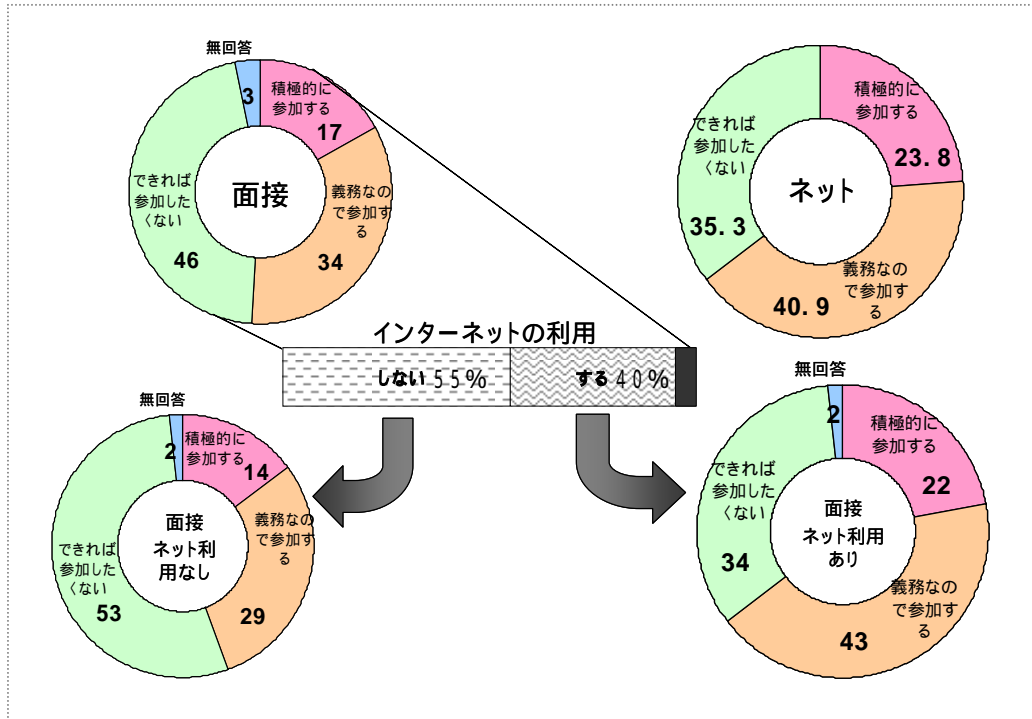 無回答
3
積極的に
参加する
17
義務なの
で参加す
る
34
できれば
参加した
くない
46
面接
積極的に
参加する
23.8
義務なの
で参加す
る
40.9
できれば
参加した
くない
35.3
ネット
インターネットの利用
しない55%
する40%
無回答
2
積極的に
参加する
14
義務なの
で参加す
る
29
できれば
参加した
くない
53
面接
ネット利
用なし
無回答
2
積極的に
参加する
22
義務なの
で参加す
る
43
できれば
参加した
くない
34
面接
ネット利用
あり